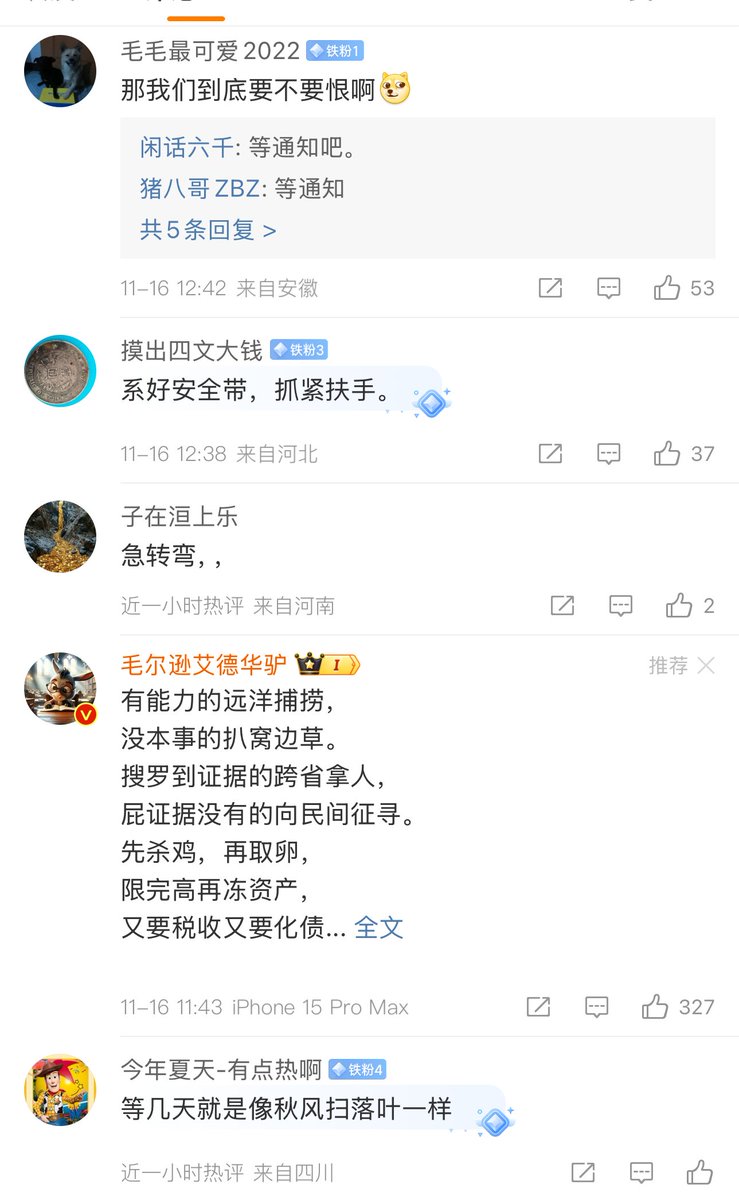 毛毛最可爱2022 铁粉1
那我们到底要不要恨啊
闲话六千: 等通知吧。
猪八哥ZBZ: 等通知
共5条回复 >
11-16 12:42 来自安徽 53
摸出四文大钱 铁粉3
系好安全带，抓紧扶手。
11-16 12:38 来自河北 37
子在洹上乐
急转弯，，
近一小时热评 来自河南 2
毛尔逊艾德华驴 I 推荐
有能力的远洋捕捞，
没本事的扒窝边草。
搜罗到证据的跨省拿人，
屁证据没有的向民间征寻。
先杀鸡，再取卵，
限完高再冻资产，
又要税收又要化债... 全文
11-16 11:43 iPhone 15 Pro Max 327
今年夏天-有点热啊 铁粉4
等几天就是像秋风扫落叶一样
近一小时热评 来自四川